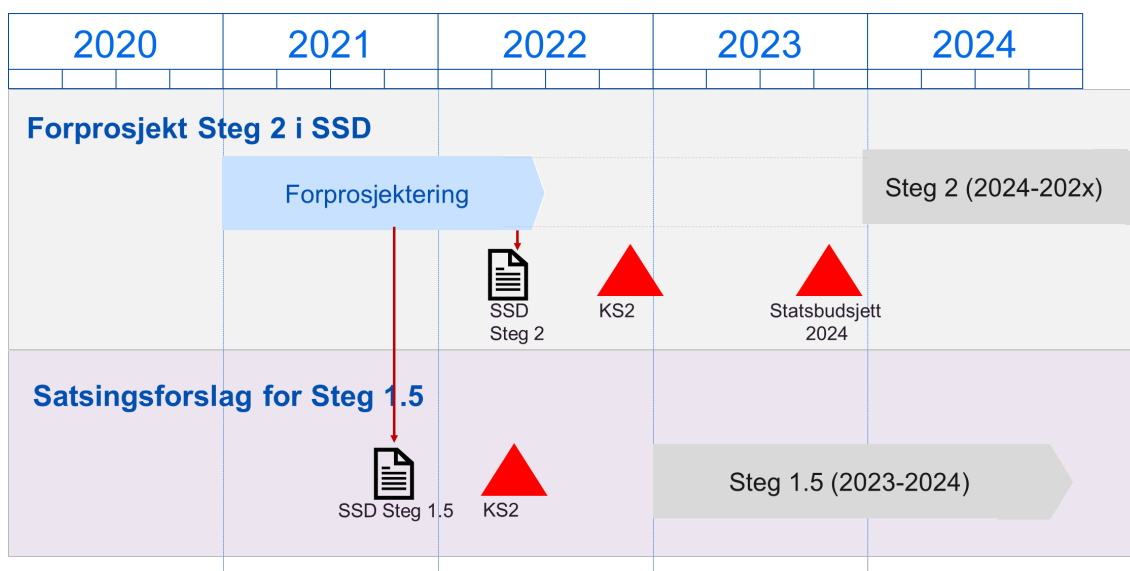 2020 2021 2022 2023 2024
Forprosjekt Steg 2 i SSD
Forprosjektering
Steg 2 (2024-202x)
SSD
Steg 2
KS2
Statsbudsjett
2024
Satsingsforslag for Steg 1.5
Steg 1.5 (2023-2024)
SSD Steg 1.5
KS2